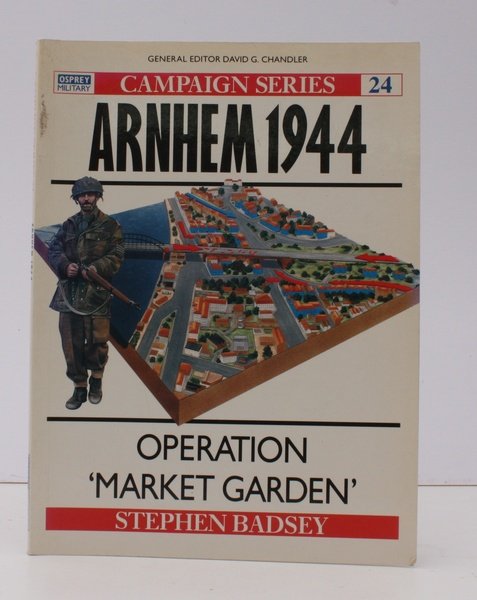 GENERAL EDITOR DAVID G. CHANDLER
OSPREY
MILITARY
CAMPAIGN SERIES
24
ARNHEM 1944
OPERATION
‘MARKET GARDEN’
STEPHEN BADSEY